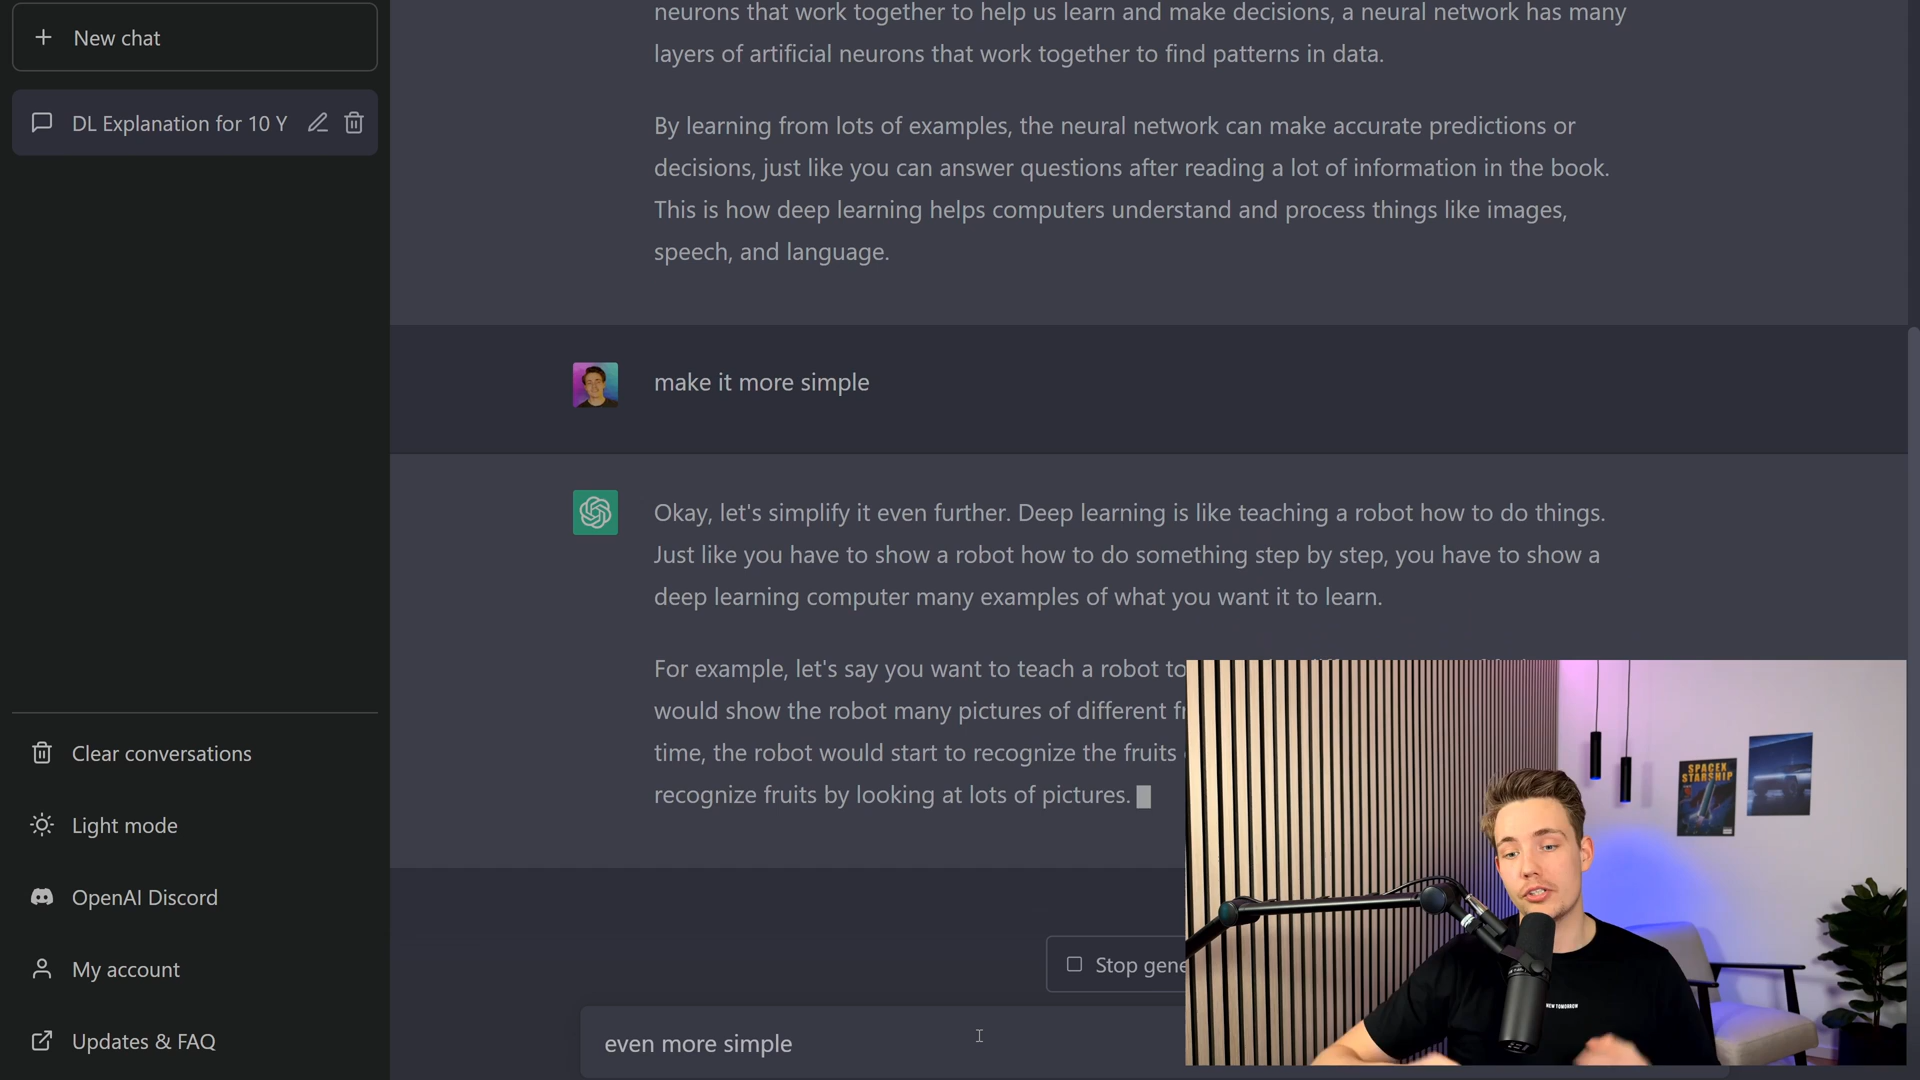 New chat
DL Explanation for 10 Y
Clear conversations
Light mode
OpenAI Discord
My account
Updates & FAQ
neurons that work together to help us learn and make decisions, a neural network has many
layers of artificial neurons that work together to find patterns in data.
By learning from lots of examples, the neural network can make accurate predictions or
decisions, just like you can answer questions after reading a lot of information in the book.
This is how deep learning helps computers understand and process things like images,
speech, and language.
make it more simple
Okay, let's simplify it even further. Deep learning is like teaching a robot how to do things.
Just like you have to show a robot how to do something step by step, you have to show a
deep learning computer many examples of what you want it to learn.
For example, let's say you want to teach a robot to
would show the robot many pictures of different fr
time, the robot would start to recognize the fruits
recognize fruits by looking at lots of pictures.
Stop gene
even more simple
SPACEX
STARSHIP
NEW TOMORROW